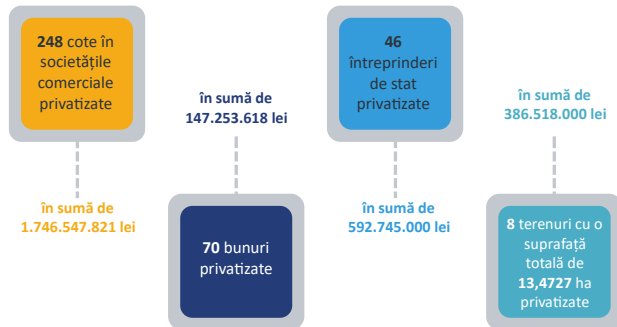 248 cote în
societățile
comerciale
privatizate
în sumă de
1.746.547.821 lei
în sumă de
147.253.618 lei
70 bunuri
privatizate
46
întreprinderi
de stat
privatizate
în sumă de
592.745.000 lei
în sumă de
386.518.000 lei
8 terenuri cu o
suprafață
totală de
13,4727 ha
privatizate